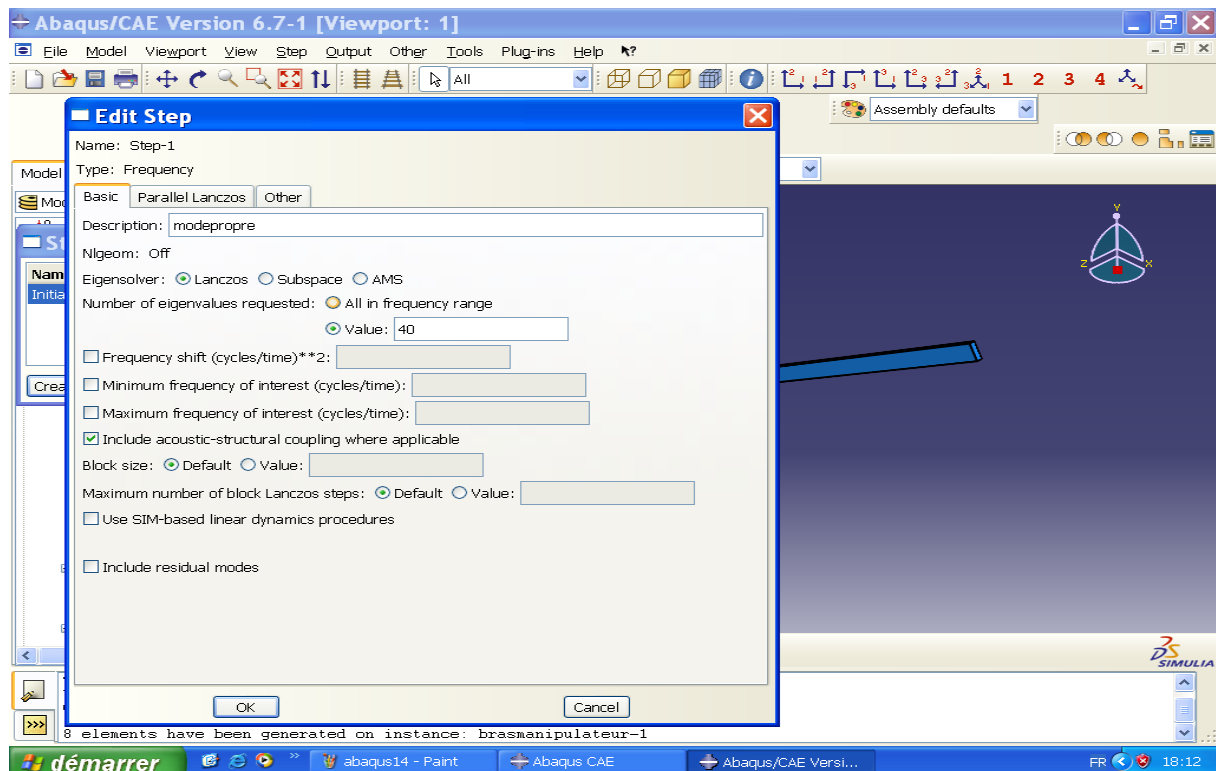 Abaqus/CAE Version 6.7-1 [Viewport: 1]
File Model Viewport View Step Output Other Tools Plug-ins Help
All
1 2 3 4
Assembly defaults
Edit Step
Name: Step-1
Type: Frequency
Model
Basic Parallel Lanczos Other
Description: modepropre
Nlgeom: Off
Eigensolver: Lanczos Subspace AMS
Number of eigenvalues requested: All in frequency range
Value: 40
Frequency shift (cycles/time)**2:
Minimum frequency of interest (cycles/time):
Maximum frequency of interest (cycles/time):
Include acoustic-structural coupling where applicable
Block size: Default Value:
Maximum number of block Lanczos steps: Default Value:
Use SIM-based linear dynamics procedures
Include residual modes
OK Cancel
Y
Z X
SIMULIA
8 elements have been generated on instance: brasmanipulateur-1
démarrer abaqus14 - Paint Abaqus CAE Abaqus/CAE Versi... FR 18:12